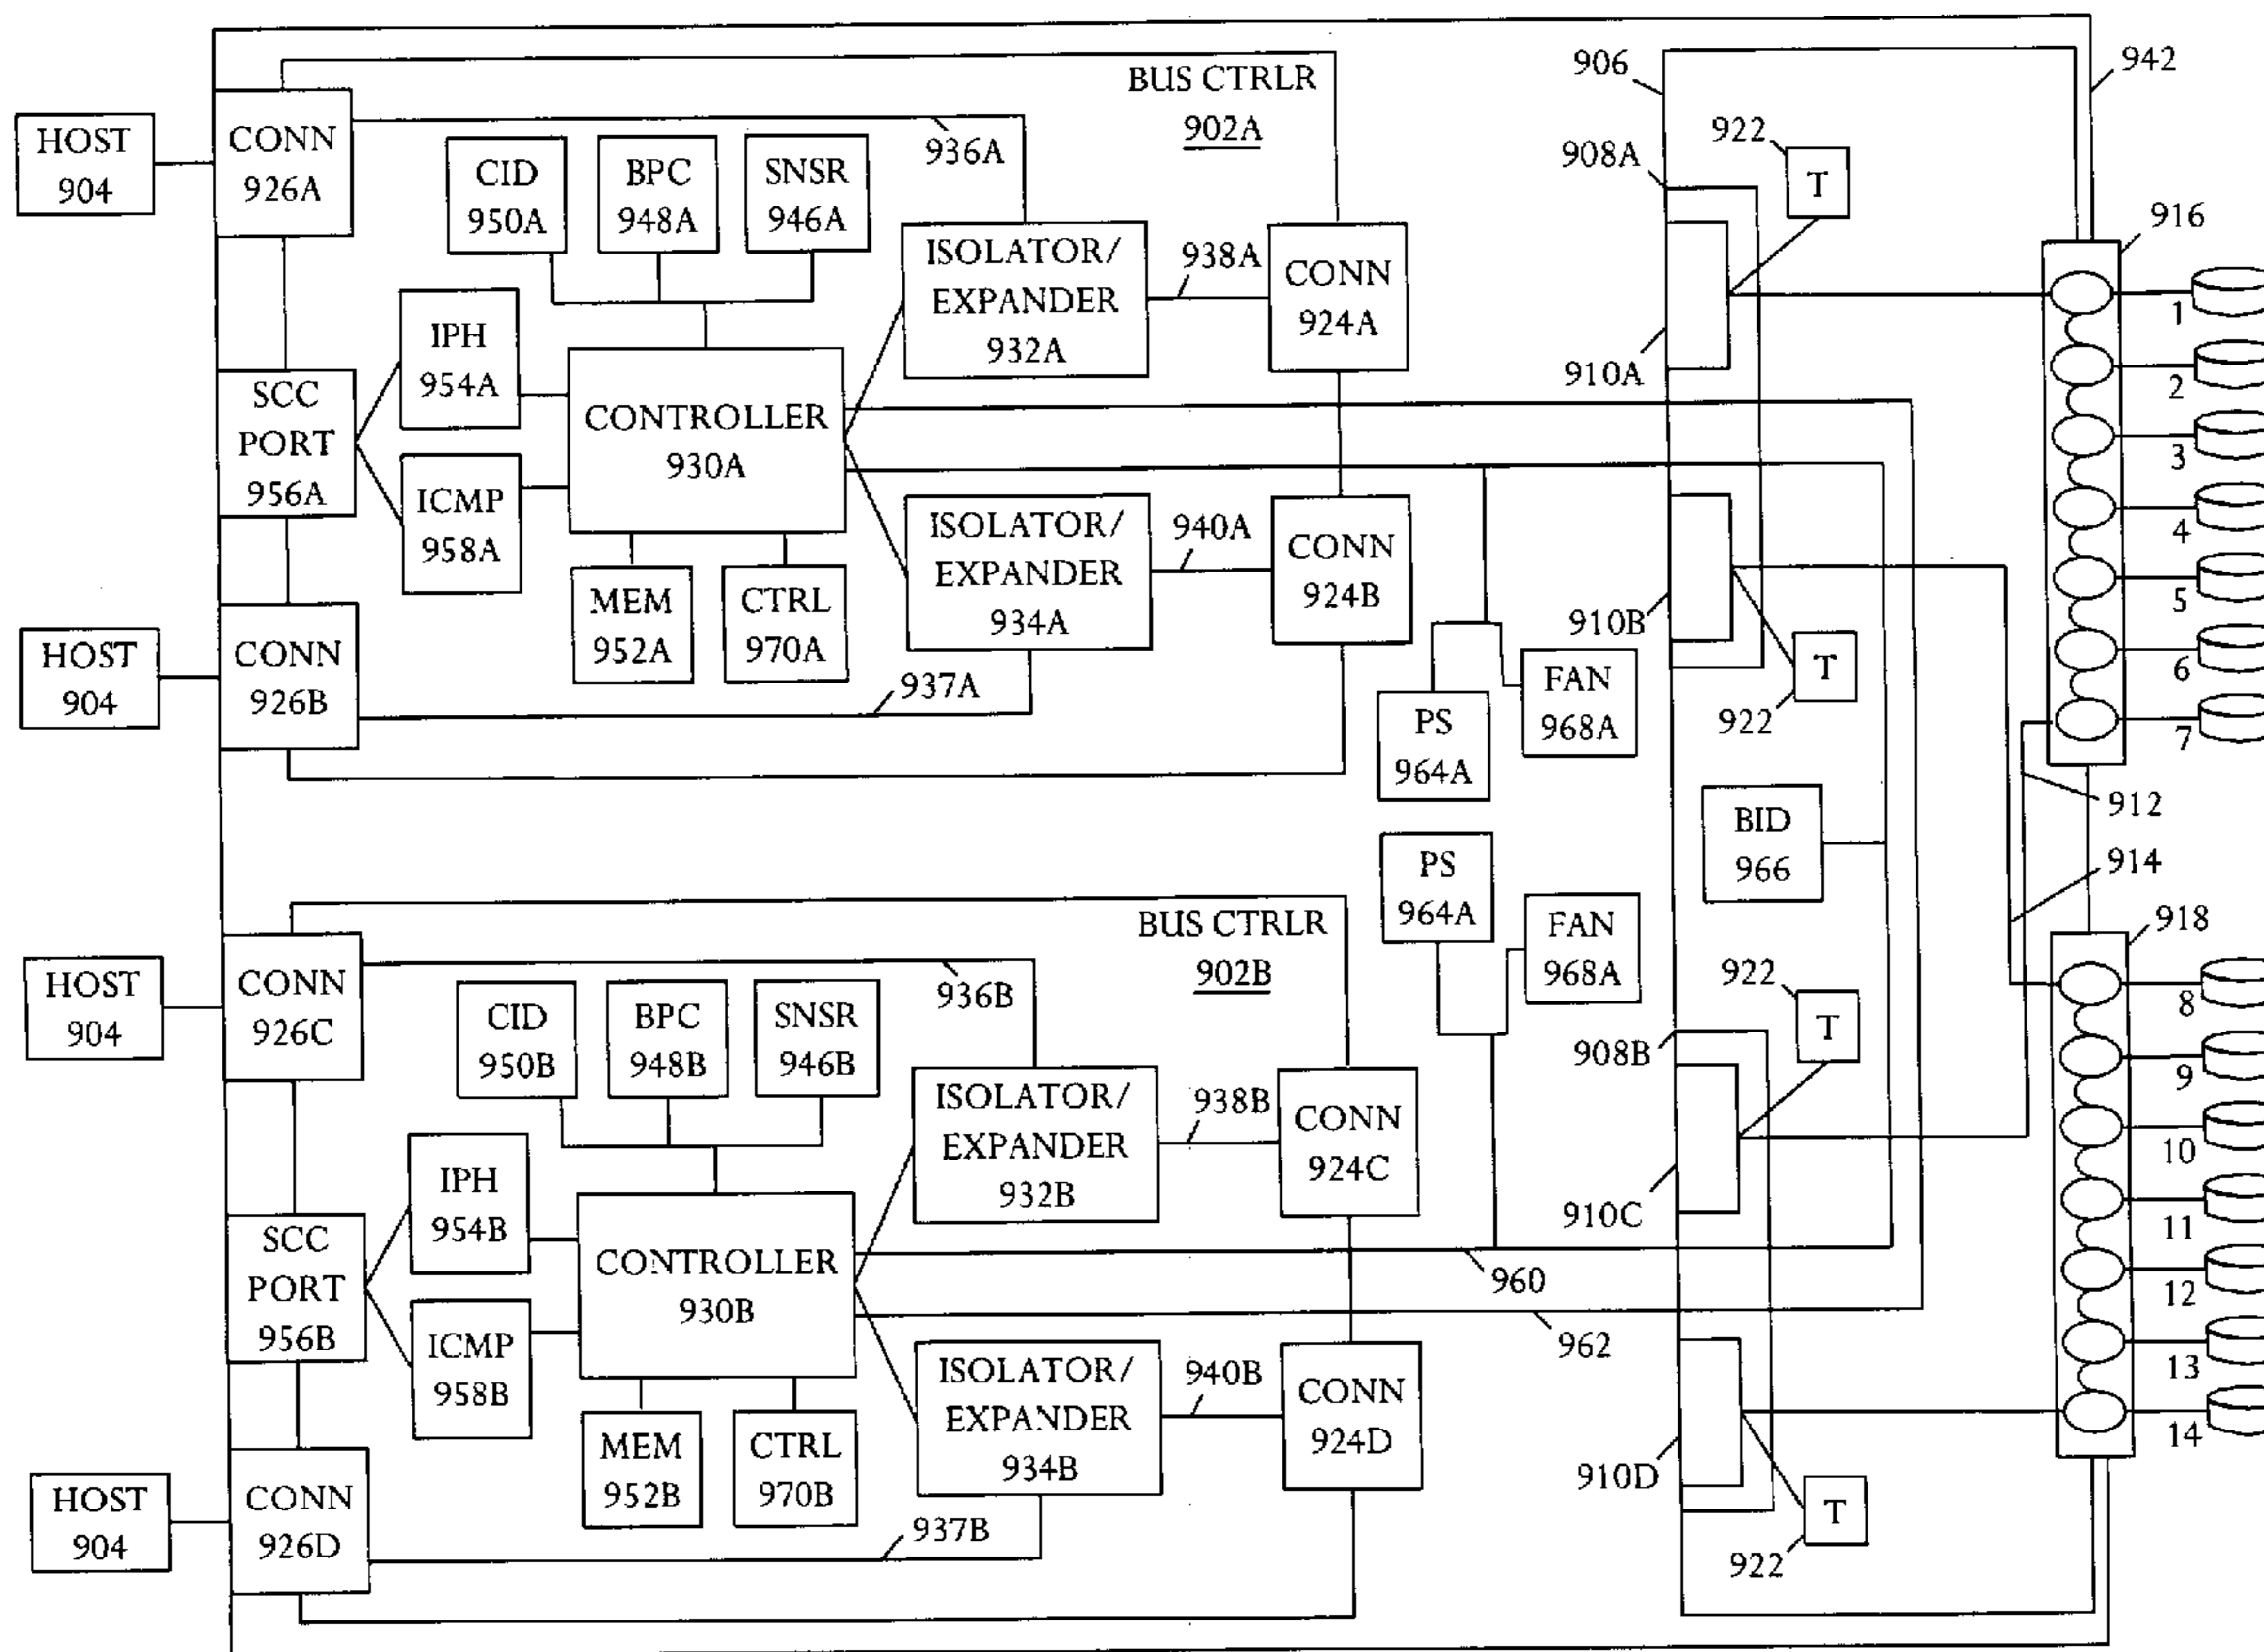 906
942
BUS CTRLR
902A
HOST
904
CONN
926A
936A
922
T
908A
CID
950A
BPC
948A
SNSR
946A
916
ISOLATOR/
EXPANDER
932A
938A
CONN
924A
1
IPH
954A
910A
2
SCC
PORT
956A
CONTROLLER
930A
3
ICMP
958A
4
ISOLATOR/
EXPANDER
934A
940A
CONN
924B
5
MEM
952A
CTRL
970A
910B
HOST
904
CONN
926B
T
922
6
937A
FAN
968A
PS
964A
7
912
BID
966
PS
964A
914
FAN
968A
918
BUS CTRLR
902B
HOST
904
CONN
926C
936B
922
T
8
CID
950B
BPC
948B
SNSR
946B
908B
9
ISOLATOR/
EXPANDER
932B
938B
CONN
924C
10
IPH
954B
910C
11
SCC
PORT
956B
CONTROLLER
930B
960
12
ICMP
958B
962
13
ISOLATOR/
EXPANDER
934B
940B
CONN
924D
14
MEM
952B
CTRL
970B
910D
HOST
904
CONN
926D
937B
T
922